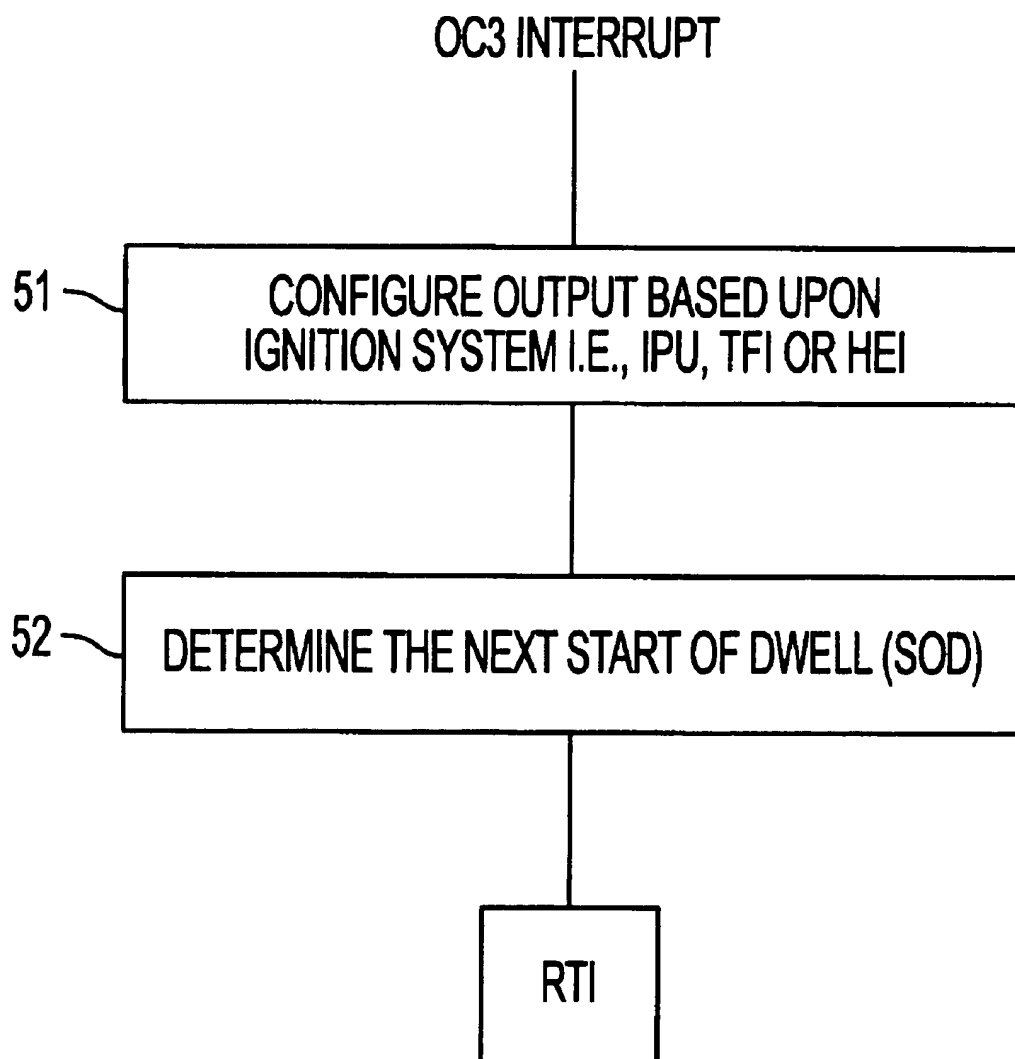 OC3 INTERRUPT
51
CONFIGURE OUTPUT BASED UPON
IGNITION SYSTEM I.E., IPU, TFI OR HEI
52
DETERMINE THE NEXT START OF DWELL (SOD)
RTI